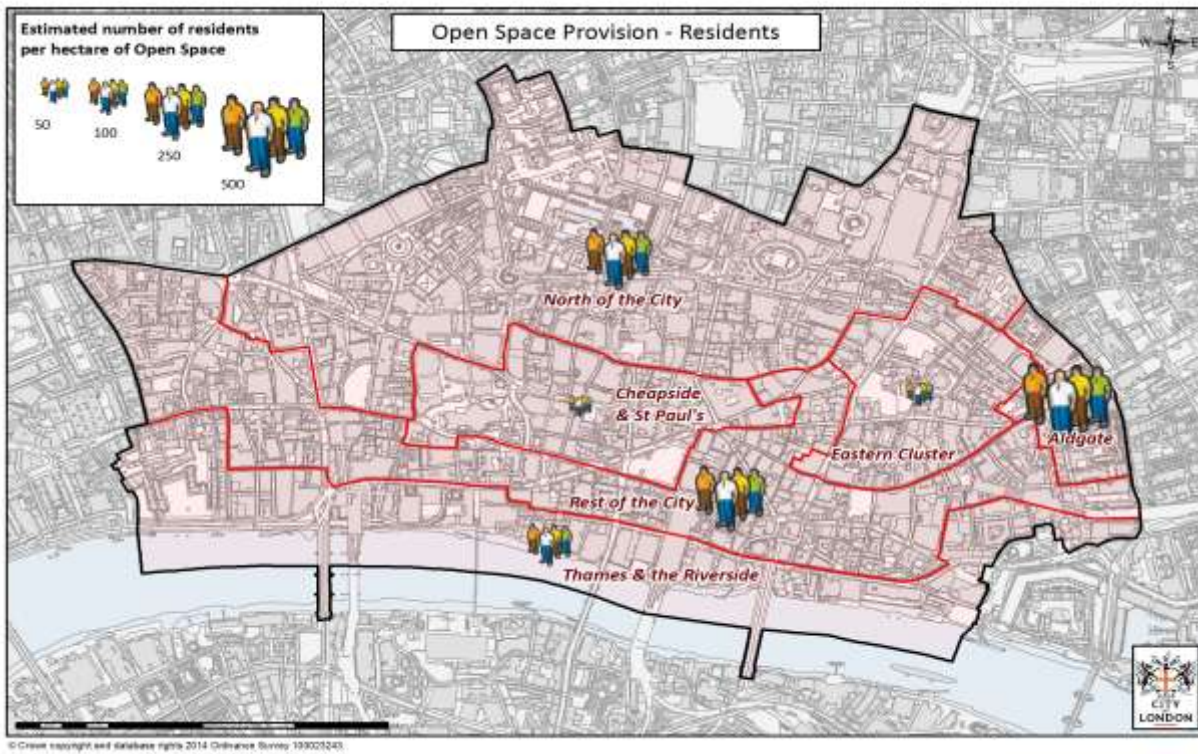 Estimated number of residents
per hectare of Open Space
50
100
250
500
Open Space Provision - Residents
N
W
E
S
North of the City
Cheapside
& St Paul's
Aldgate
Eastern Cluster
Rest of the City
Thames & the Riverside
CITY
LONDON
© Crown copyright and database rights 2014 Ordnance Survey 100023243.